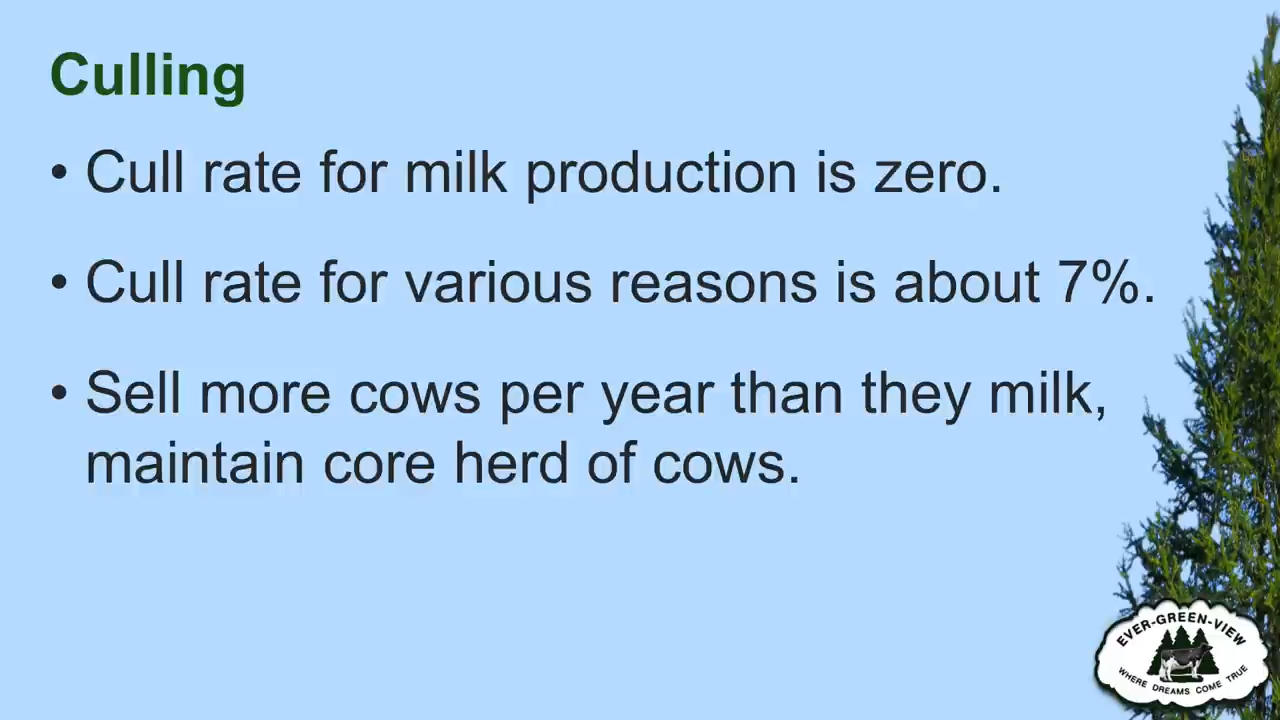 Culling
• Cull rate for milk production is zero.
• Cull rate for various reasons is about 7%.
• Sell more cows per year than they milk,
maintain core herd of cows.
EVER-GREEN-VIEW
WHERE DREAMS COME TRUE